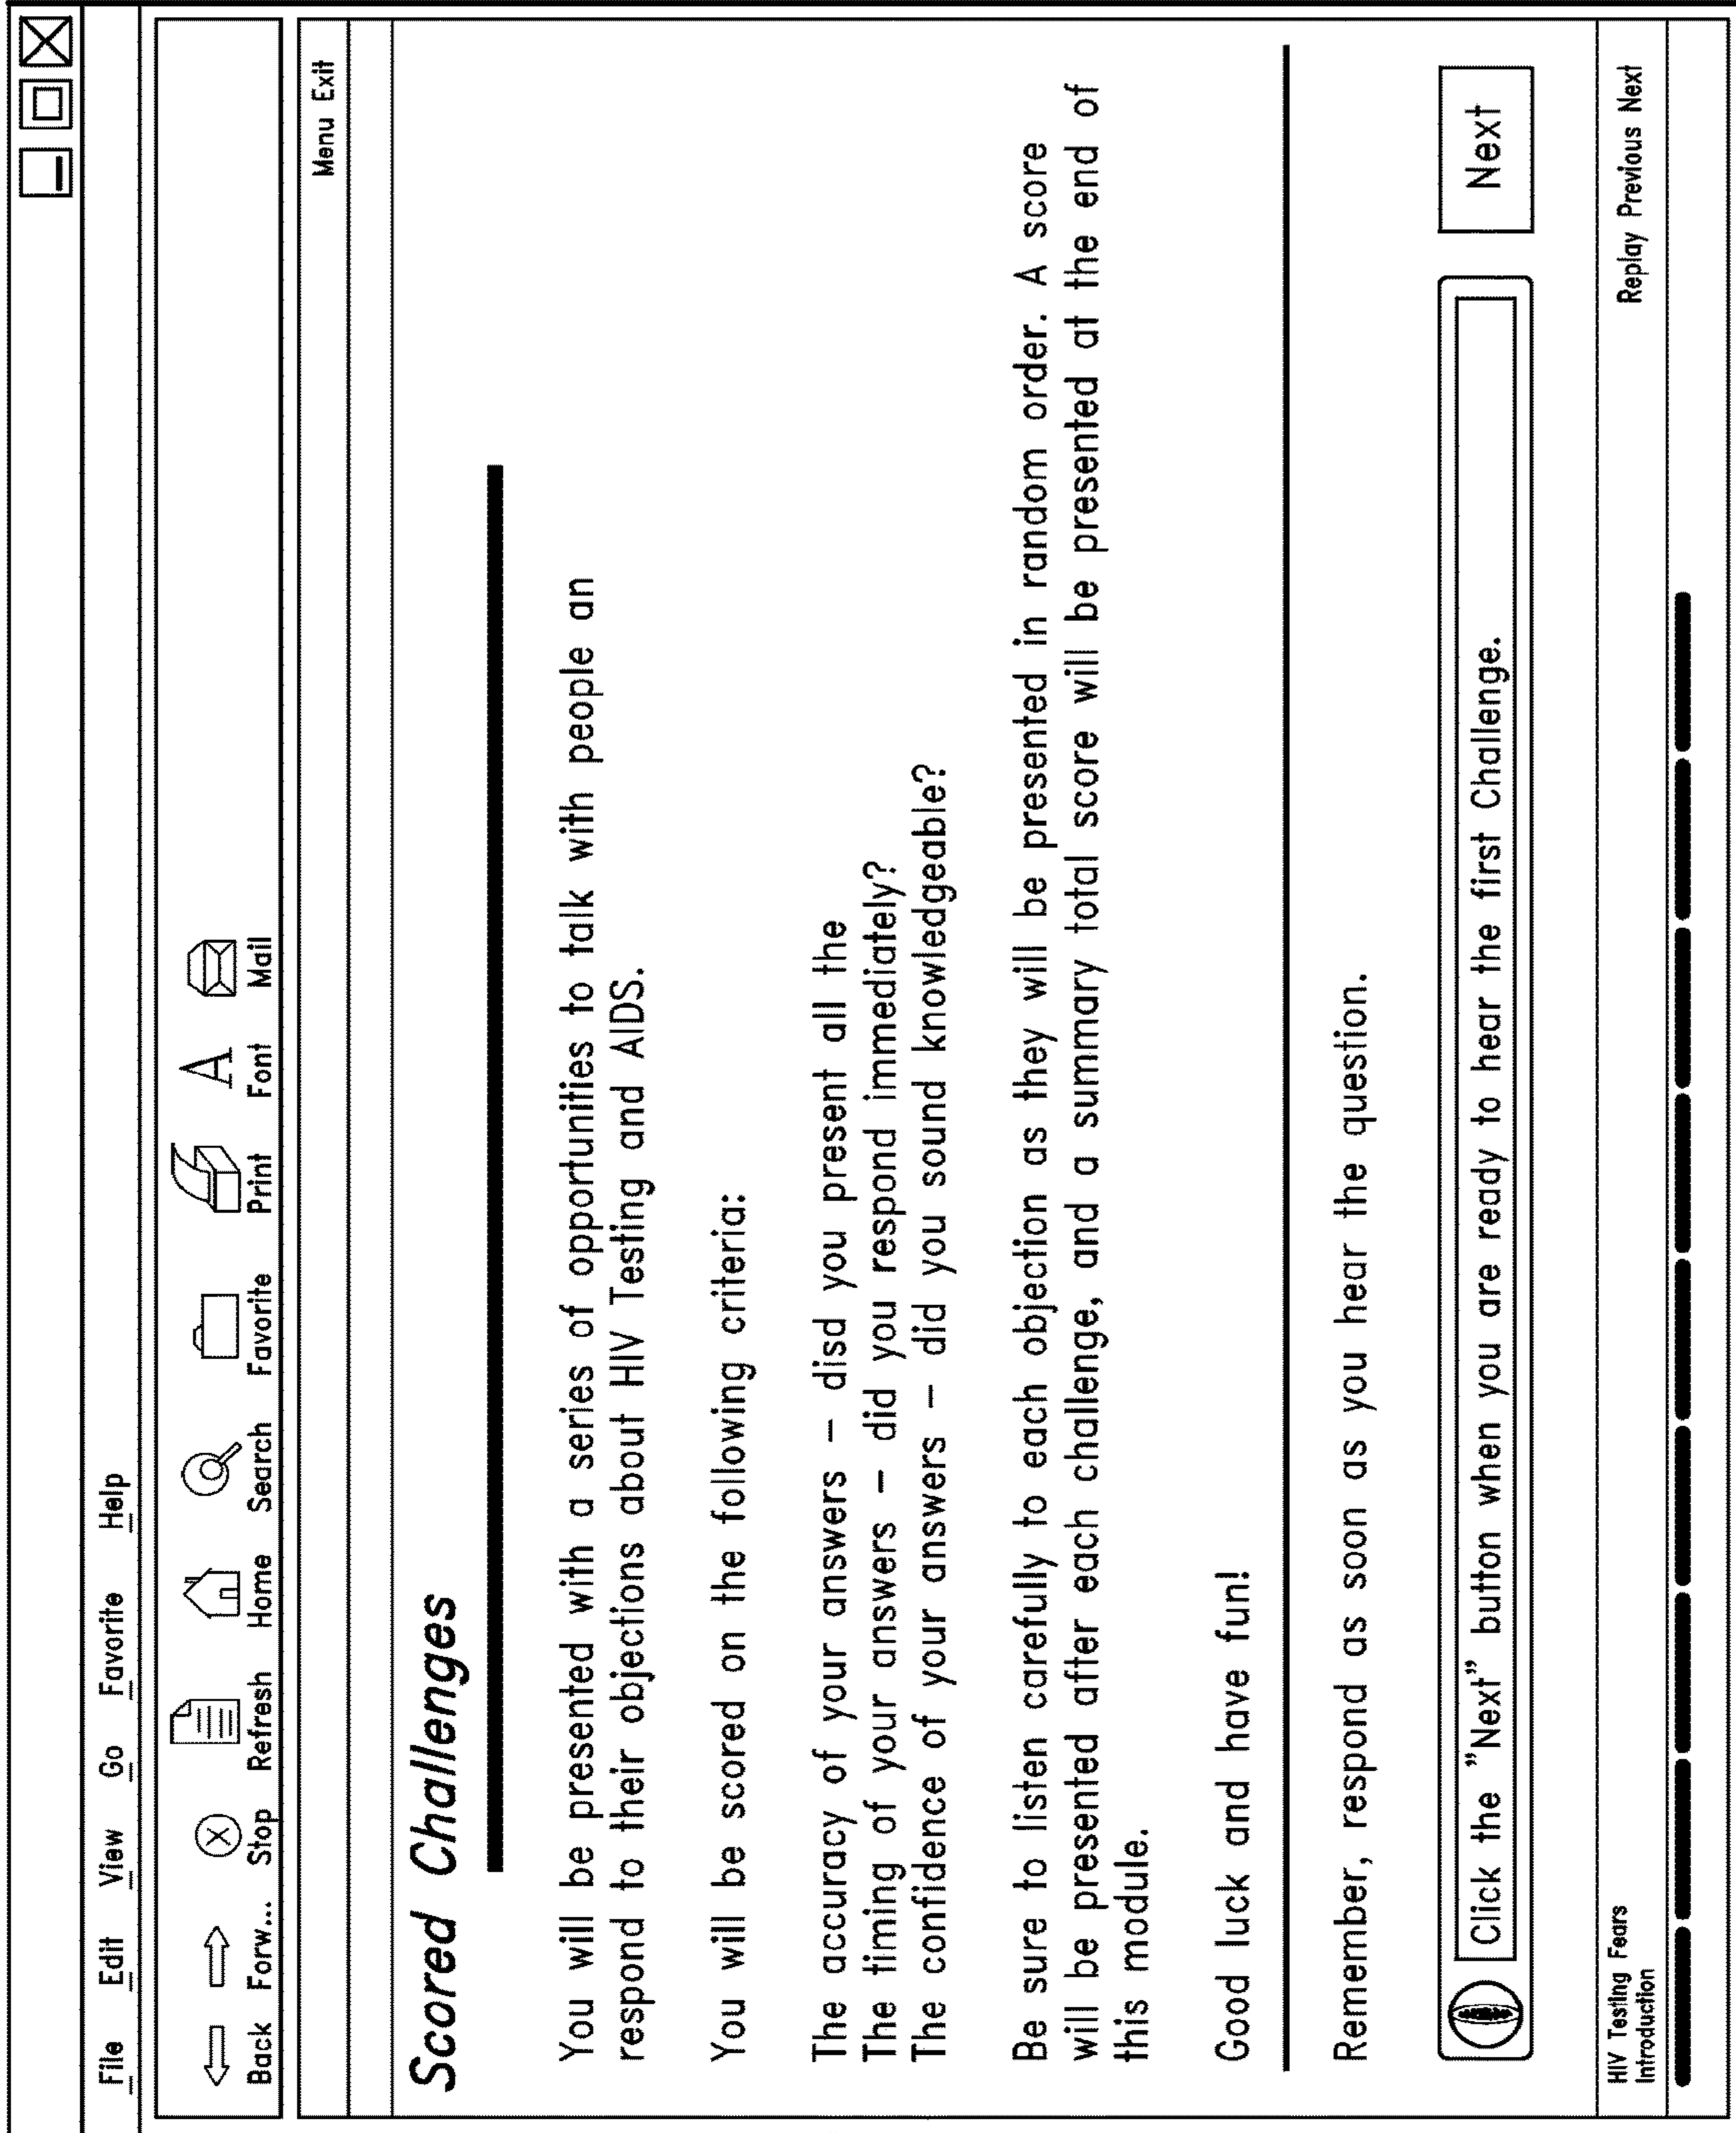 File Edit View Go Favorite Help
Back Forw... Stop Refresh Home Search Favorite Print Font Mail
Menu Exit
Scored Challenges
You will be presented with a series of opportunities to talk with people an
respond to their objections about HIV Testing and AIDS.
You will be scored on the following criteria:
The accuracy of your answers – disd you present all the
The timing of your answers – did you respond immediately?
The confidence of your answers – did you sound knowledgeable?
Be sure to listen carefully to each objection as they will be presented in random order. A score
will be presented after each challenge, and a summary total score will be presented at the end of
this module.
Good luck and have fun!
Remember, respond as soon as you hear the question.
Click the ”Next” button when you are ready to hear the first Challenge.
Next
HIV Testing Fears
Introduction
Replay Previous Next